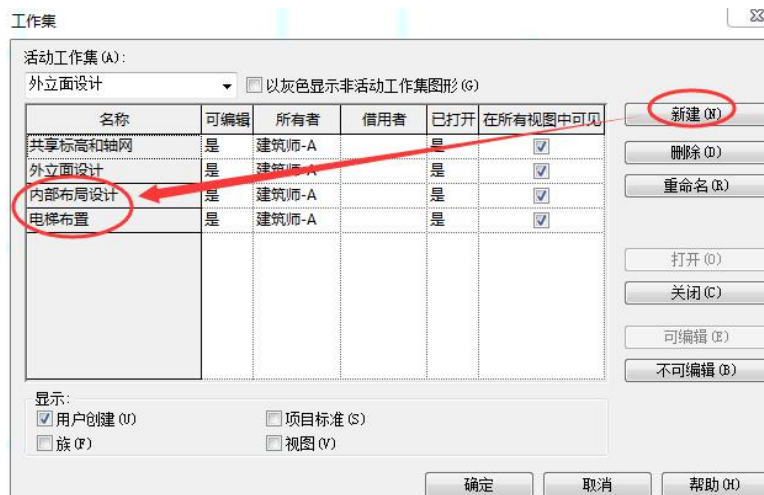 工作集
活动工作集(A):
外立面设计
以灰色显示非活动工作集图形(G)
名称 可编辑 所有者 借用者 已打开 在所有视图中可见
共享标高和轴网 是 建筑师-A 是
外立面设计 是 建筑师-A 是
内部布局设计 是 建筑师-A 是
电梯布置 是 建筑师-A 是
新建(N)
删除(D)
重命名(R)
打开(O)
关闭(C)
可编辑(E)
不可编辑(B)
显示:
用户创建(U) 项目标准(S)
族(F) 视图(V)
确定 取消 帮助(H)